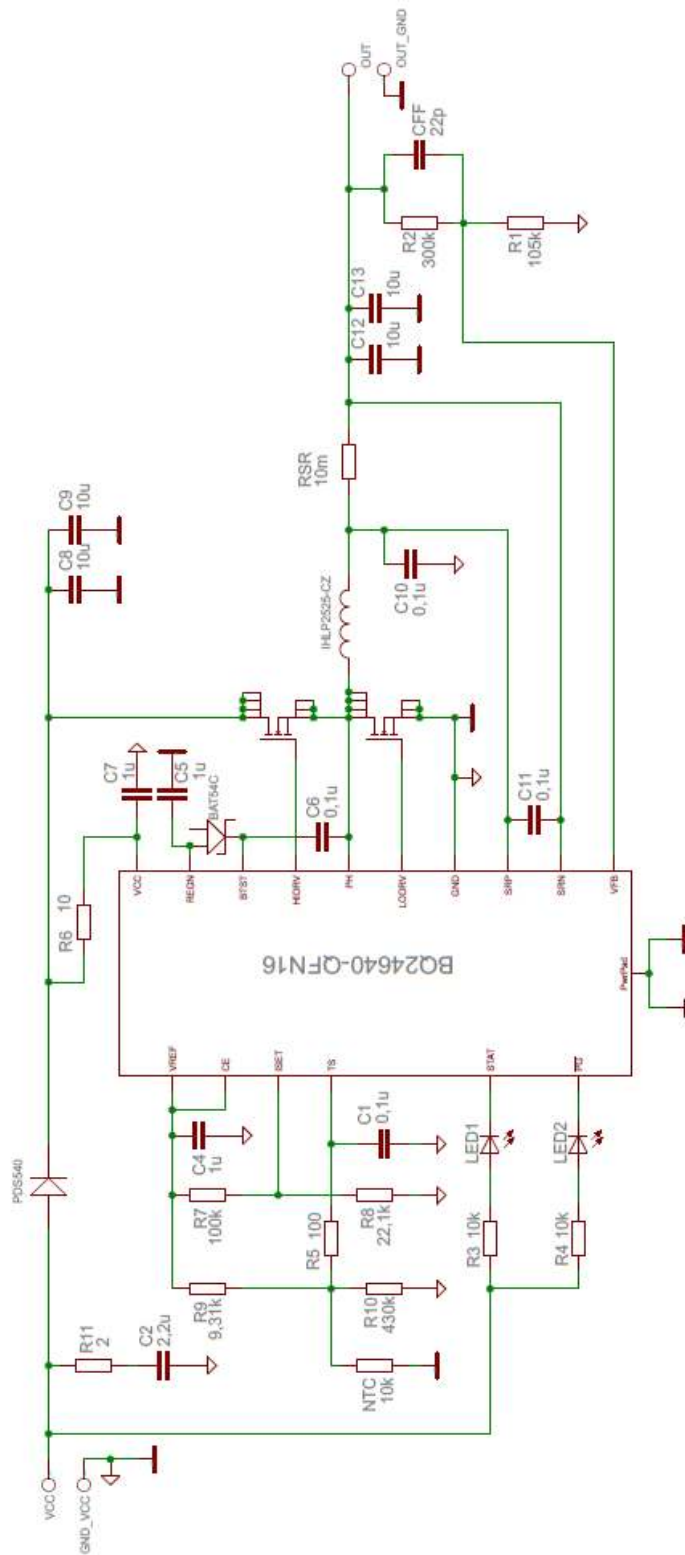 VCC
GND_VCC
R11
2
C2
2,2u
PDS540
R6 10
C8
10u
C9
10u
VREF
CE
ISET
TS
STAT
PG
C4
1u
R7
100k
R9
9,31k
R5 100
C1
0,1u
R8
22,1k
R10
430k
NTC
10k
R3
10k
LED1
R4
10k
LED2
BQ24640-QFN16
PwrPad
VCC
REGN
BTST
HIDRV
PH
LODRV
GND
SRP
SRN
VFB
C7
1u
C5
1u
BAT54C
C6
0,1u
C11
0,1u
IHLP2525-CZ
C10
0,1u
RSR
10m
C12
10u
C13
10u
R2
300k
CFF
22p
R1
105k
OUT
OUT_GND